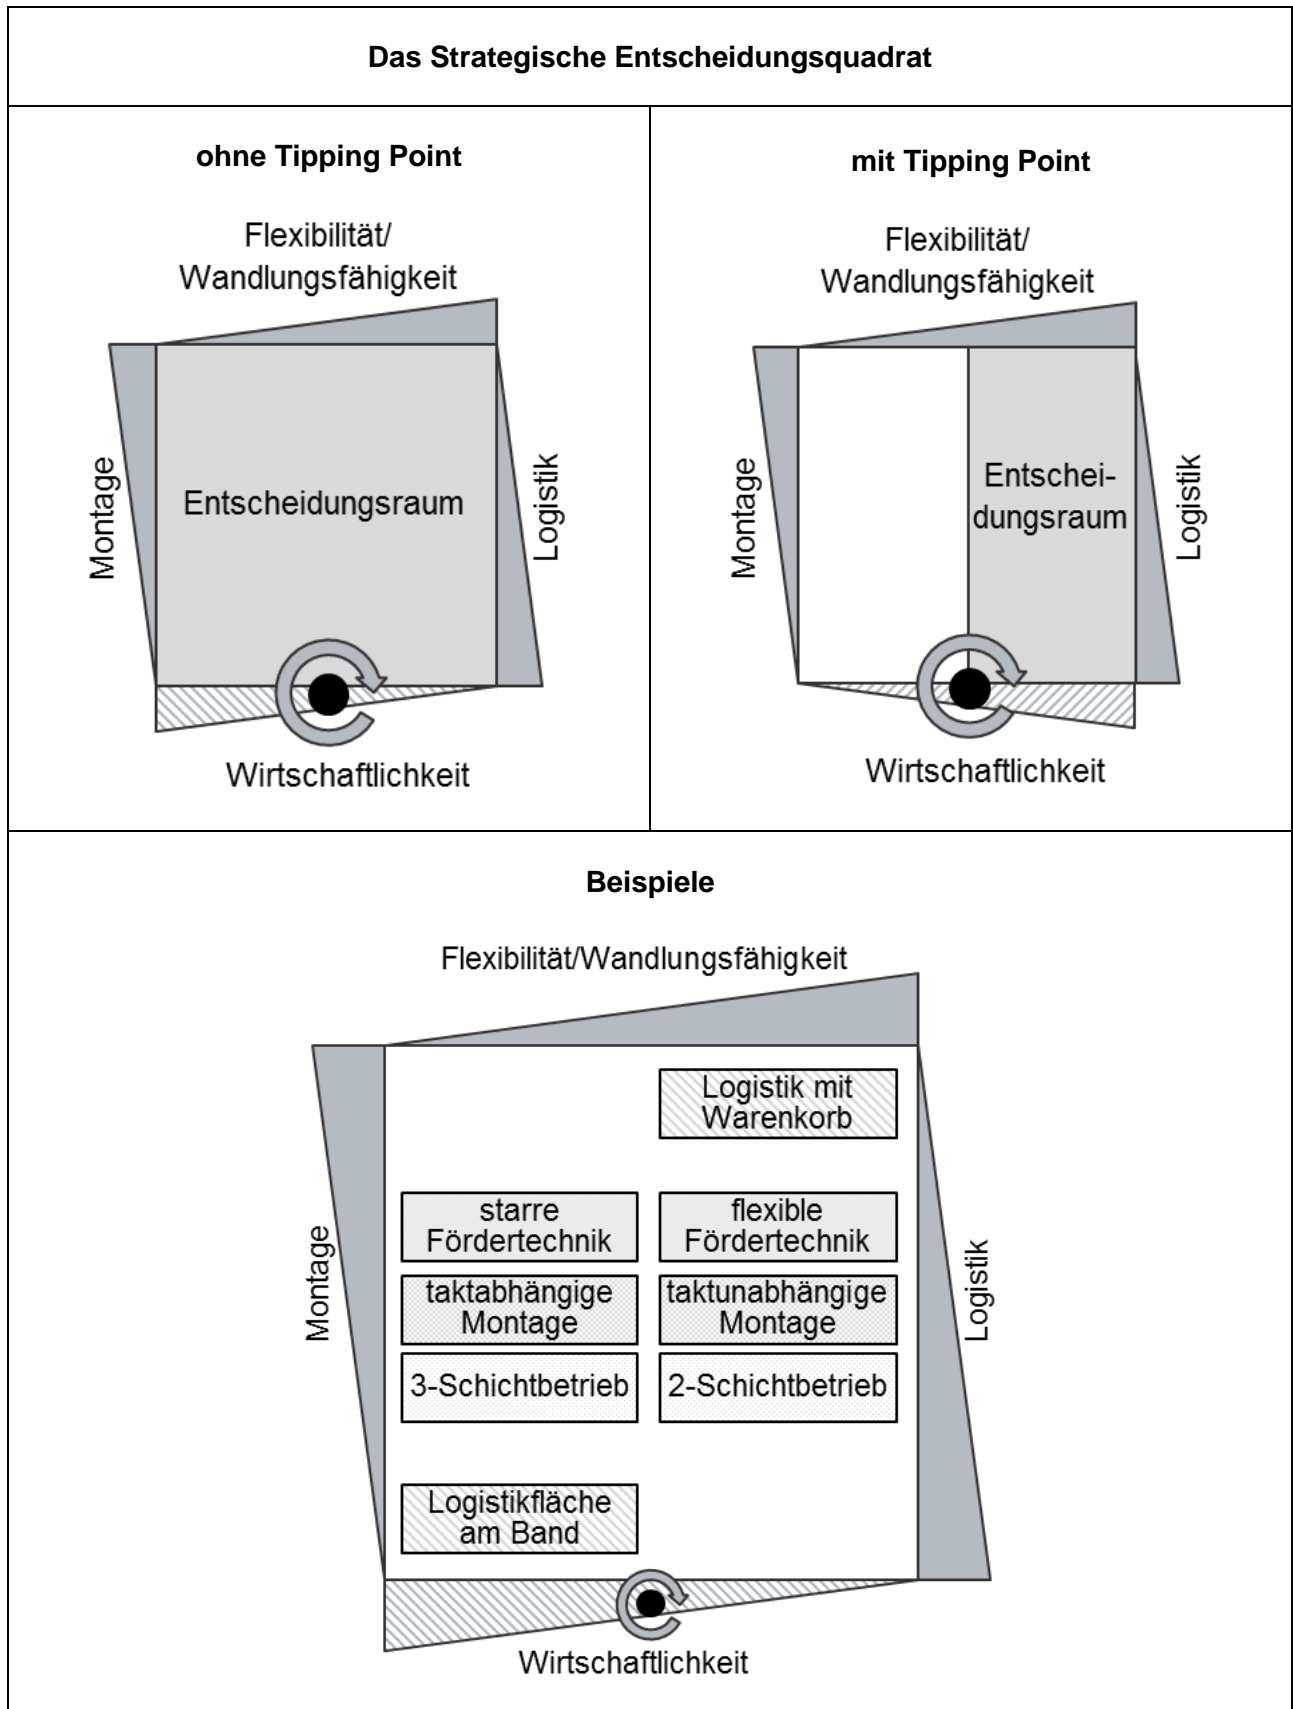 Das Strategische Entscheidungsquadrat
ohne Tipping Point
Flexibilität/
Wandlungsfähigkeit
Montage
Entscheidungsraum
Logistik
Wirtschaftlichkeit
mit Tipping Point
Flexibilität/
Wandlungsfähigkeit
Montage
Entschei-
dungsraum
Logistik
Wirtschaftlichkeit
Beispiele
Flexibilität/Wandlungsfähigkeit
Montage
Logistik mit
Warenkorb
starre
Fördertechnik
flexible
Fördertechnik
taktabhängige
Montage
taktunabhängige
Montage
3-Schichtbetrieb
2-Schichtbetrieb
Logistikfläche
am Band
Logistik
Wirtschaftlichkeit